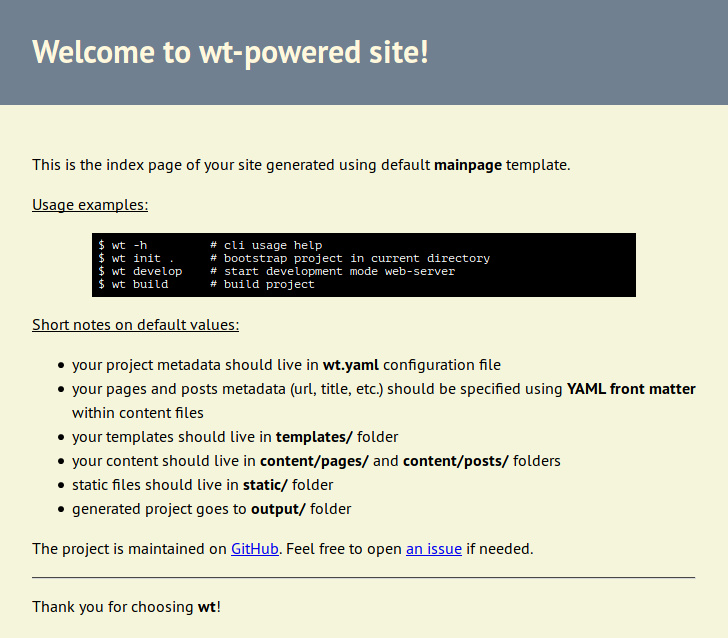 Welcome to wt-powered site!
This is the index page of your site generated using default mainpage template.
Usage examples:
$ wt -h         # cli usage help
$ wt init .     # bootstrap project in current directory
$ wt develop    # start development mode web-server
$ wt build      # build project
Short notes on default values:
• your project metadata should live in wt.yaml configuration file
• your pages and posts metadata (url, title, etc.) should be specified using YAML front matter
within content files
• your templates should live in templates/ folder
• your content should live in content/pages/ and content/posts/ folders
• static files should live in static/ folder
• generated project goes to output/ folder
The project is maintained on GitHub. Feel free to open an issue if needed.
Thank you for choosing wt!